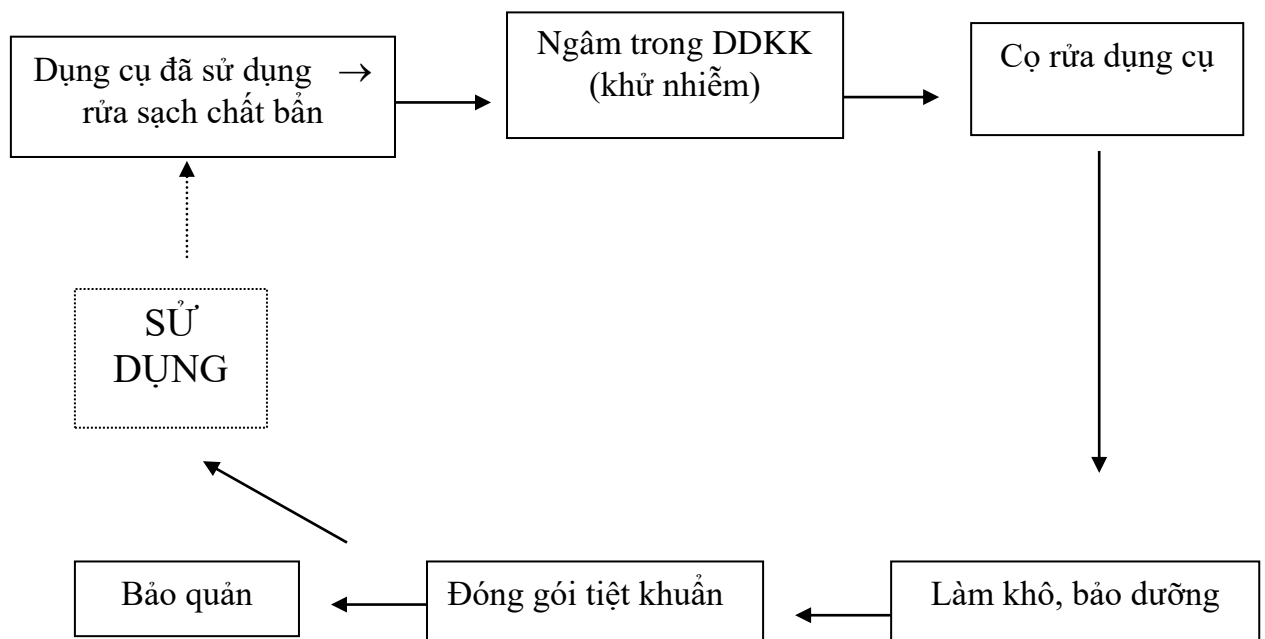 Dụng cụ đã sử dụng →
rửa sạch chất bẩn
Ngâm trong DDKK
(khử nhiễm)
Cọ rửa dụng cụ
SỬ
DỤNG
Bảo quản
Đóng gói tiệt khuẩn
Làm khô, bảo dưỡng